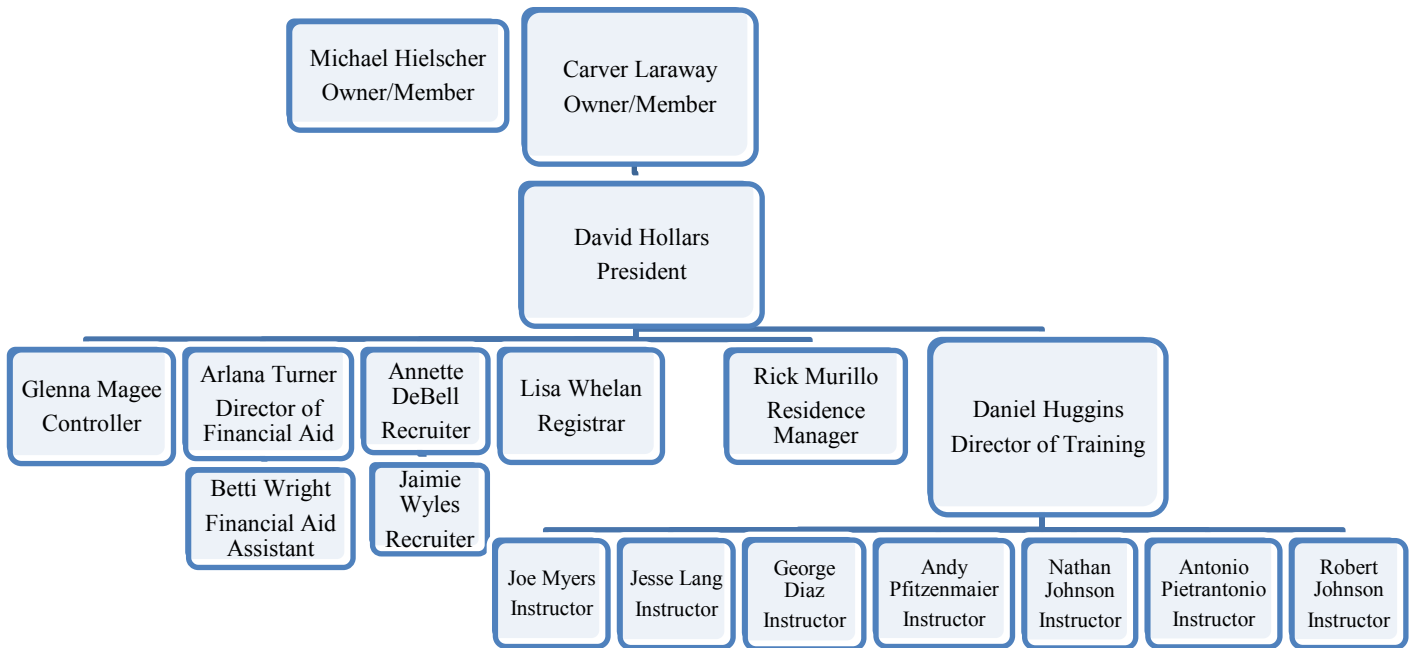 Michael Hielscher
Owner/Member
Carver Laraway
Owner/Member
David Hollars
President
Glenna Magee
Controller
Arlana Turner
Director of
Financial Aid
Annette
DeBell
Recruiter
Lisa Whelan
Registrar
Rick Murillo
Residence
Manager
Daniel Huggins
Director of Training
Betti Wright
Financial Aid
Assistant
Jaimie
Wyles
Recruiter
Joe Myers
Instructor
Jesse Lang
Instructor
George
Diaz
Instructor
Andy
Pfitzenmaier
Instructor
Nathan
Johnson
Instructor
Antonio
Pietrantonio
Instructor
Robert
Johnson
Instructor